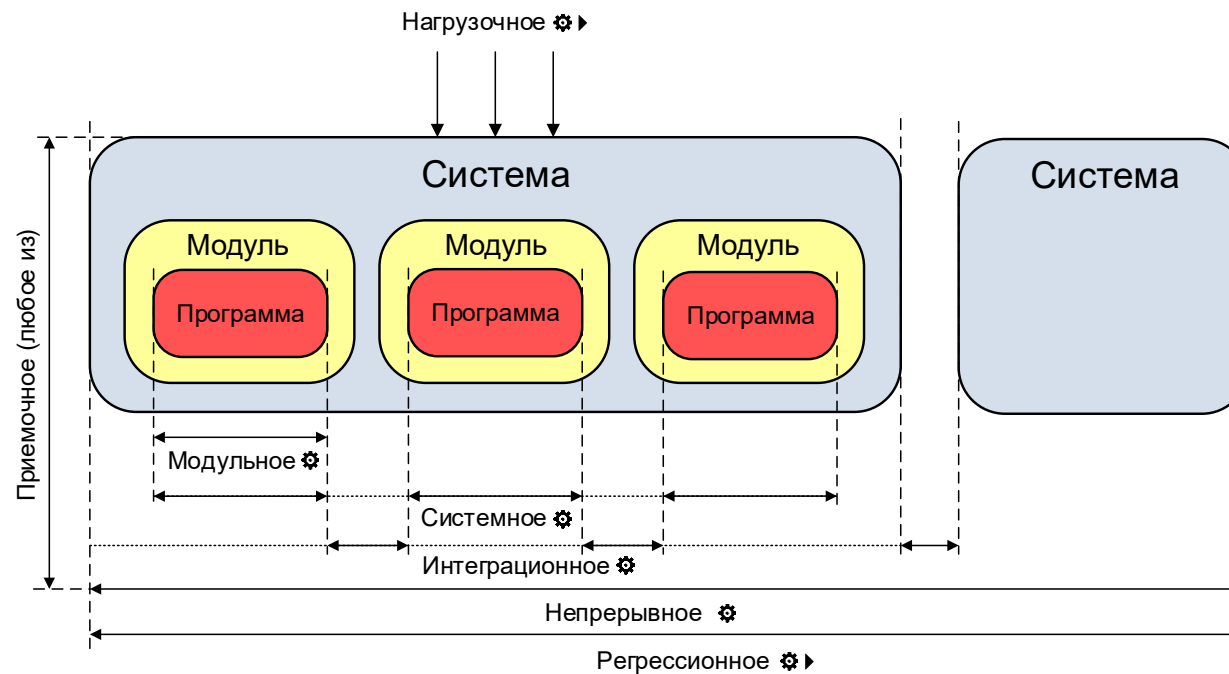 Нагрузочное
Система
Система
Модуль
Модуль
Модуль
Программа
Программа
Программа
Приемочное (любое из)
Модульное
Системное
Интеграционное
Непрерывное
Регрессионное